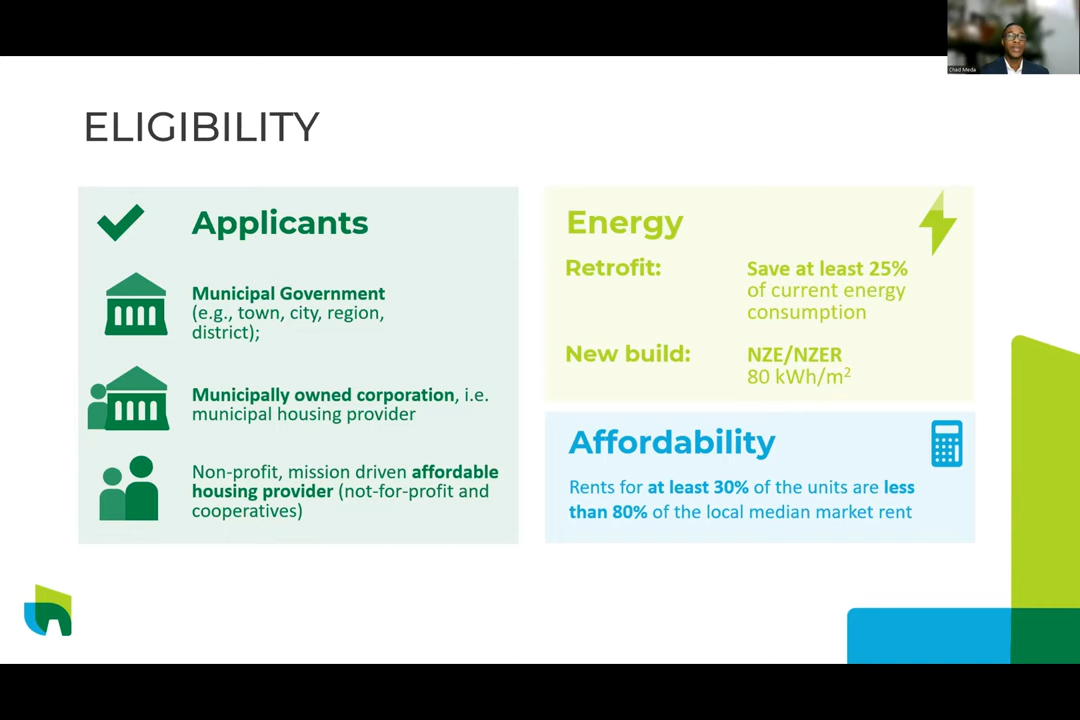 Chad Meda
ELIGIBILITY
Applicants
Municipal Government
(e.g., town, city, region,
district);
Municipally owned corporation, i.e.
municipal housing provider
Non-profit, mission driven affordable
housing provider (not-for-profit and
cooperatives)
Energy
Retrofit:
Save at least 25%
of current energy
consumption
New build:
NZE/NZER
80 kWh/m²
Affordability
Rents for at least 30% of the units are less
than 80% of the local median market rent